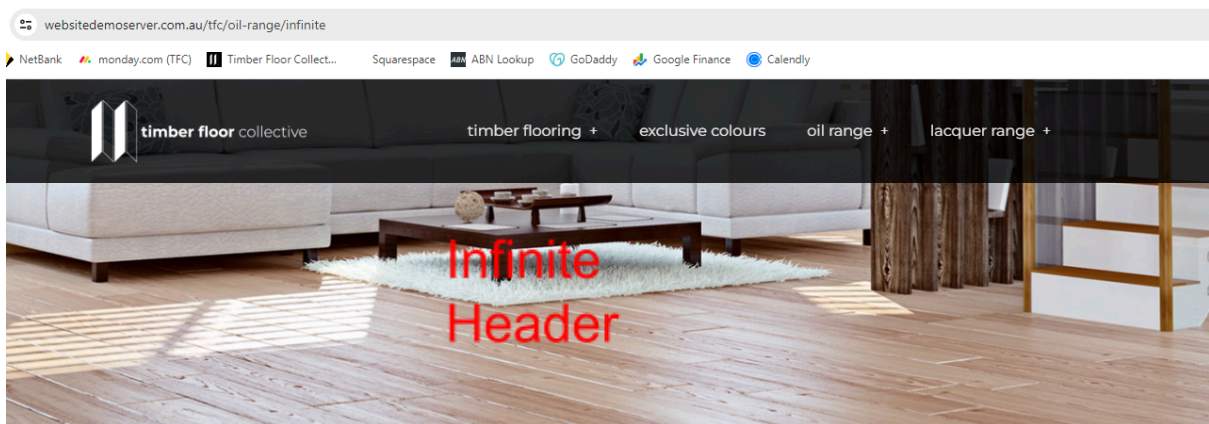 websitedemoserver.com.au/tfc/oil-range/infinite
NetBank monday.com (TFC) Timber Floor Collect... Squarespace ABN ABN Lookup GoDaddy Google Finance Calendly
timber floor collective timber flooring + exclusive colours oil range + lacquer range +
Infinite
Header